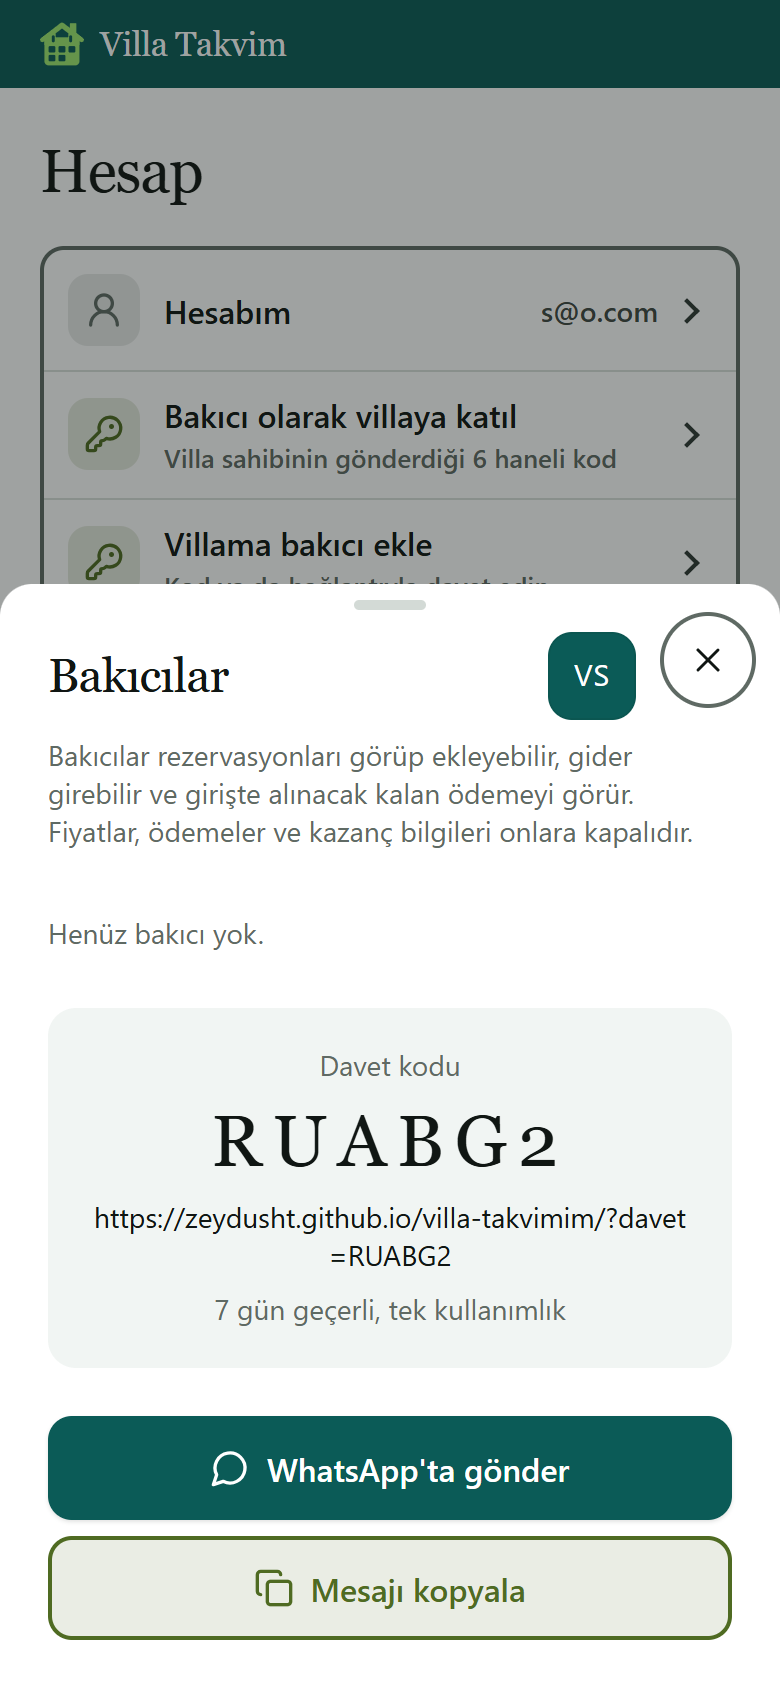 Villa Takvim
Hesap
Hesabım
s@o.com
Bakıcı olarak villaya katıl
Villa sahibinin gönderdiği 6 haneli kod
Villama bakıcı ekle
Bakıcılar
VS
Bakıcılar rezervasyonları görüp ekleyebilir, gider
girebilir ve girişte alınacak kalan ödemeyi görür.
Fiyatlar, ödemeler ve kazanç bilgileri onlara kapalıdır.
Henüz bakıcı yok.
Davet kodu
RUABG2
https://zeydusht.github.io/villa-takvimim/?davet
=RUABG2
7 gün geçerli, tek kullanımlık
WhatsApp'ta gönder
Mesajı kopyala